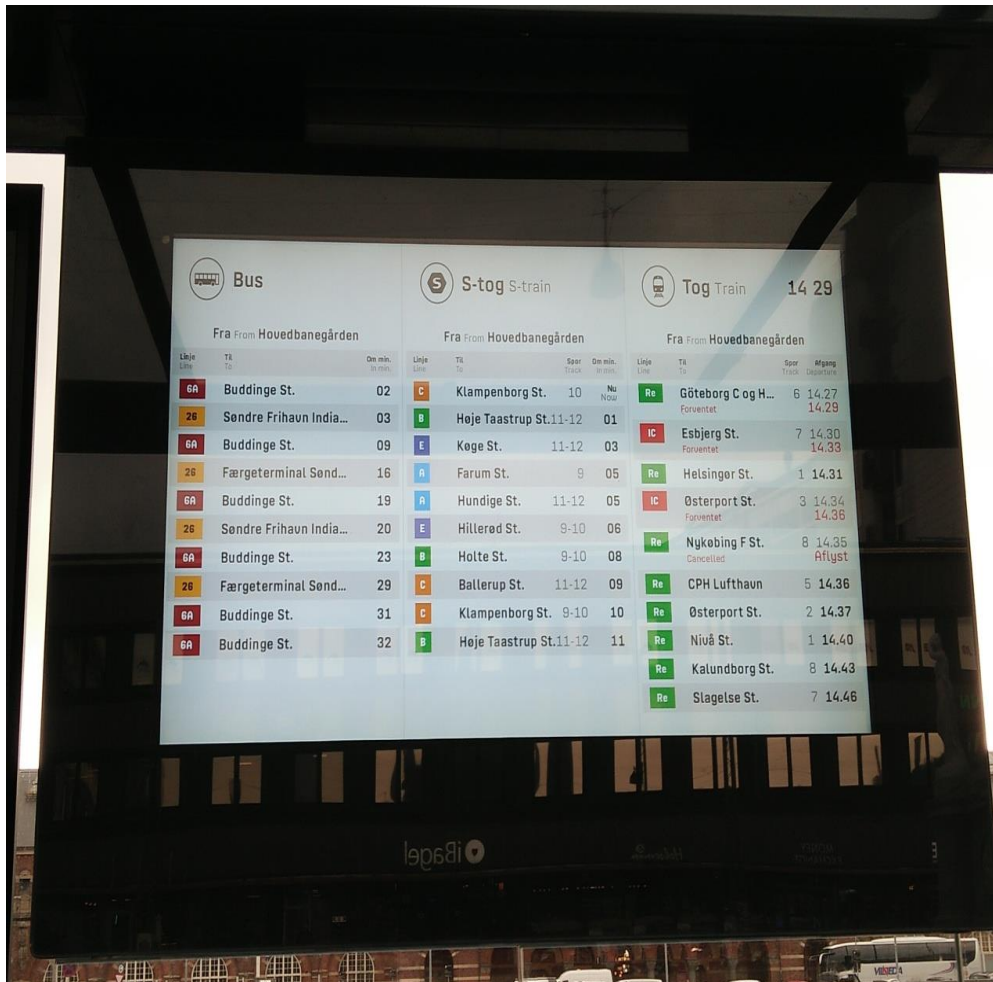 Bus
Fra From Hovedbanegården
Linje Til Om min.
Line To In min.
6A Buddinge St. 02
26 Søndre Frihavn India... 03
6A Buddinge St. 09
26 Færgeterminal Sønd... 16
6A Buddinge St. 19
26 Søndre Frihavn India... 20
6A Buddinge St. 23
26 Færgeterminal Sønd... 29
6A Buddinge St. 31
6A Buddinge St. 32
S S-tog S-train
Fra From Hovedbanegården
Linje Til Spor Om min.
Line To Track In min.
C Klampenborg St. 10 Nu
Now
B Høje Taastrup St. 11-12 01
E Køge St. 11-12 03
A Farum St. 9 05
A Hundige St. 11-12 05
E Hillerød St. 9-10 06
B Holte St. 9-10 08
C Ballerup St. 11-12 09
C Klampenborg St. 9-10 10
B Høje Taastrup St. 11-12 11
Tog Train 14 29
Fra From Hovedbanegården
Linje Til Spor Afgang
Line To Track Departure
Re Göteborg C og H... 6 14.27
Forventet 14.29
IC Esbjerg St. 7 14.30
Forventet 14.33
Re Helsingør St. 1 14.31
IC Østerport St. 3 14.34
Forventet 14.36
Re Nykøbing F St. 8 14.35
Cancelled Aflyst
Re CPH Lufthavn 5 14.36
Re Østerport St. 2 14.37
Re Nivå St. 1 14.40
Re Kalundborg St. 8 14.43
Re Slagelse St. 7 14.46
iBagel